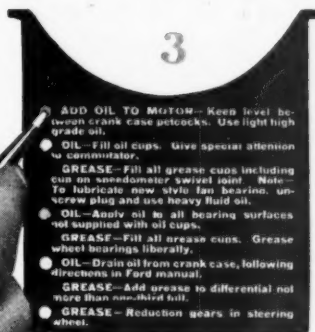 3
ADD OIL TO MOTOR—Keep level be-
tween crank case petcocks. Use light high
grade oil.
OIL—Fill oil cups. Give special attention
to commutator.
GREASE—Fill all grease cups including
cup on speedometer swivel joint. Note—
To lubricate new style fan bearing, un-
screw plug and use heavy fluid oil.
OIL—Apply oil to all bearing surfaces
not supplied with oil cups.
GREASE—Fill all grease cups. Grease
wheel bearings liberally.
OIL—Drain oil from crank case, following
directions in Ford manual.
GREASE—Add grease to differential not
more than one-third full.
GREASE—Reduction gears in steering
wheel.